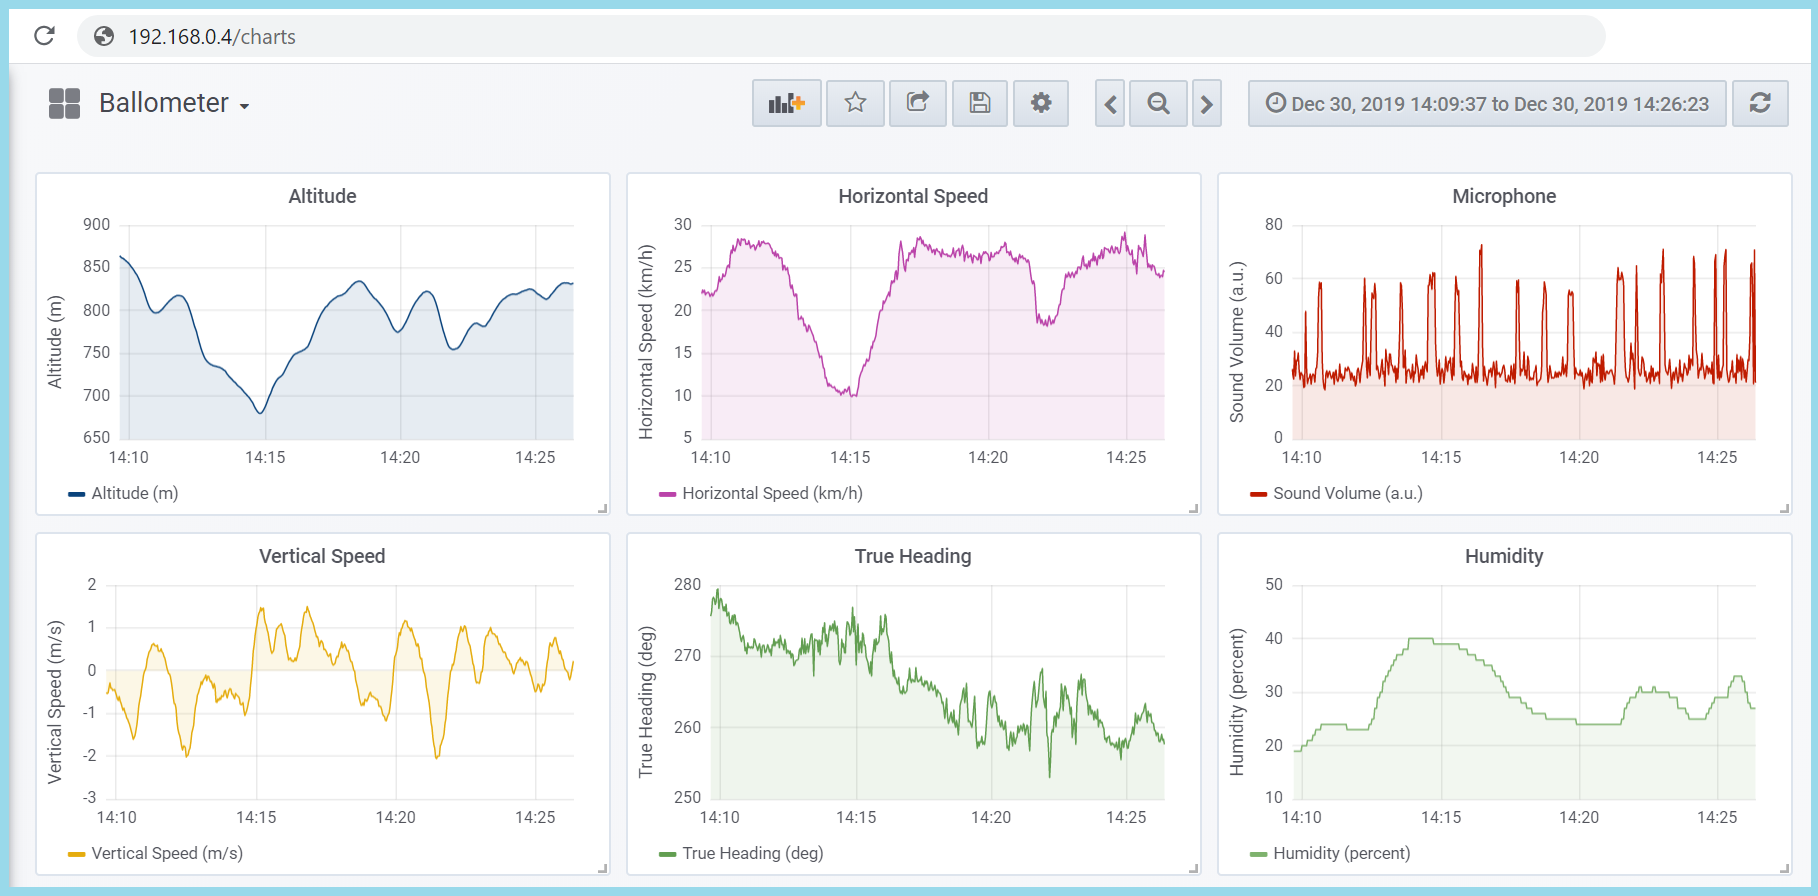 192.168.0.4/charts
Ballometer
Dec 30, 2019 14:09:37 to Dec 30, 2019 14:26:23
Altitude
Altitude (m)
900
850
800
750
700
650
14:10 14:15 14:20 14:25
Altitude (m)
Horizontal Speed
Horizontal Speed (km/h)
30
25
20
15
10
5
14:10 14:15 14:20 14:25
Horizontal Speed (km/h)
Microphone
Sound Volume (a.u.)
80
60
40
20
0
14:10 14:15 14:20 14:25
Sound Volume (a.u.)
Vertical Speed
Vertical Speed (m/s)
2
1
0
-1
-2
-3
14:10 14:15 14:20 14:25
Vertical Speed (m/s)
True Heading
True Heading (deg)
280
270
260
250
14:10 14:15 14:20 14:25
True Heading (deg)
Humidity
Humidity (percent)
50
40
30
20
10
14:10 14:15 14:20 14:25
Humidity (percent)